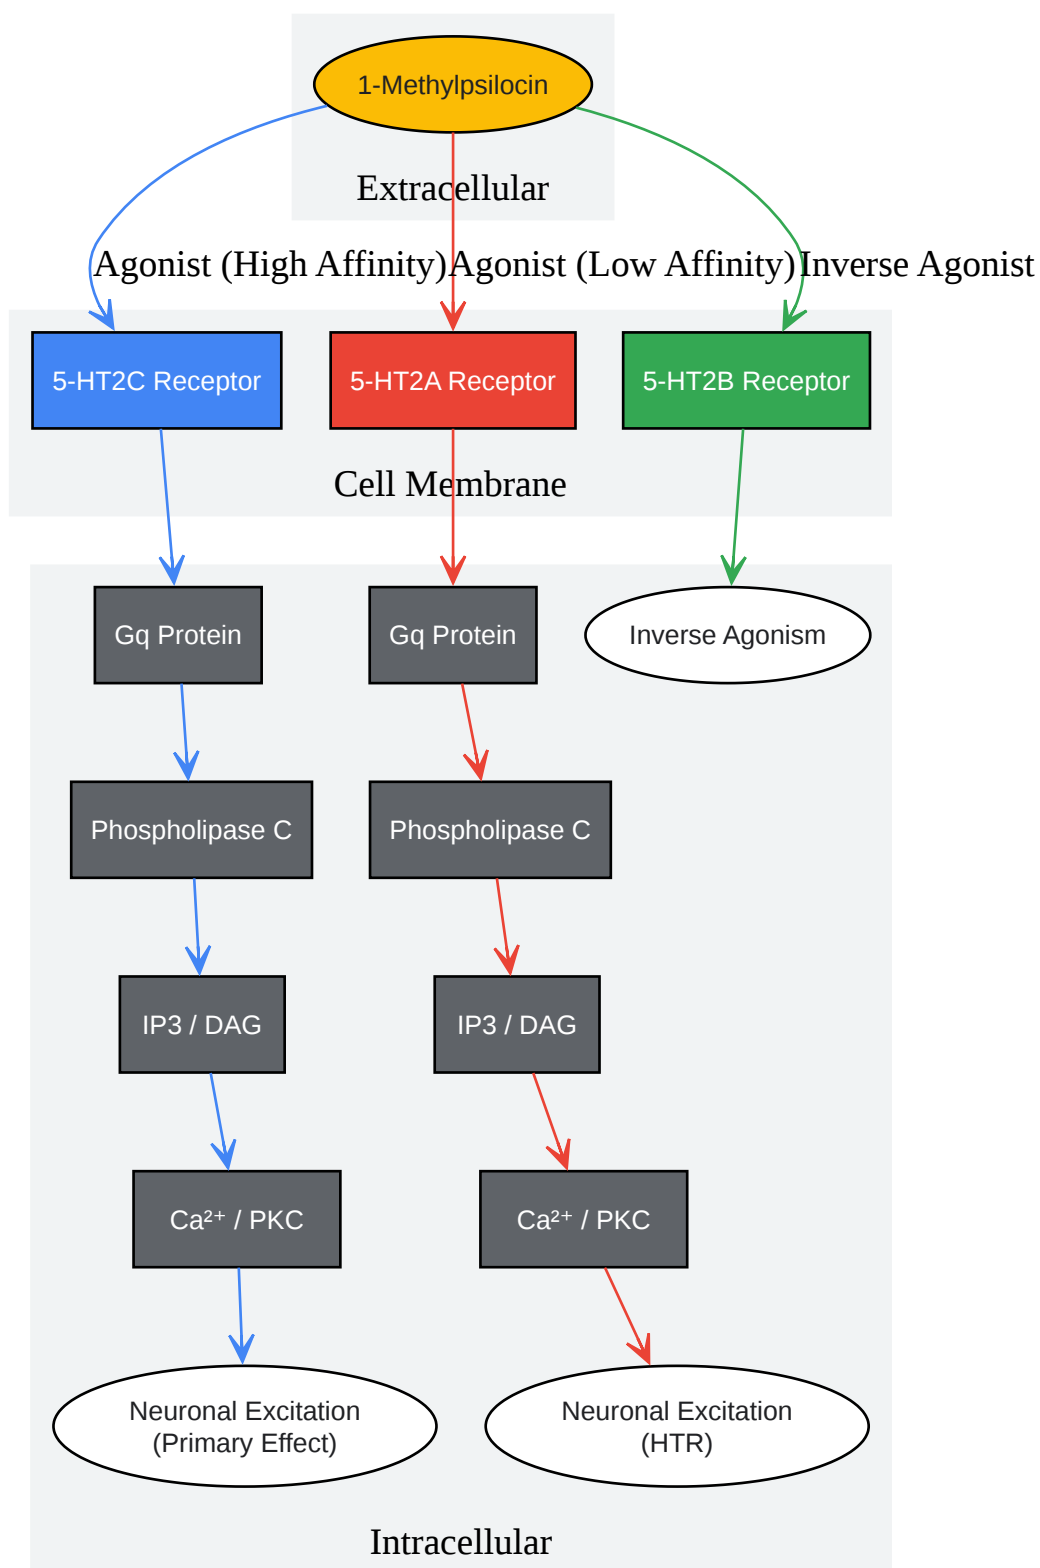 1-Methylpsilocin
Extracellular
Agonist (High Affinity)
Agonist (Low Affinity)
Inverse Agonist
5-HT2C Receptor
5-HT2A Receptor
5-HT2B Receptor
Cell Membrane
Gq Protein
Gq Protein
Inverse Agonism
Phospholipase C
Phospholipase C
IP3 / DAG
IP3 / DAG
Ca²⁺ / PKC
Ca²⁺ / PKC
Neuronal Excitation
(Primary Effect)
Neuronal Excitation
(HTR)
Intracellular